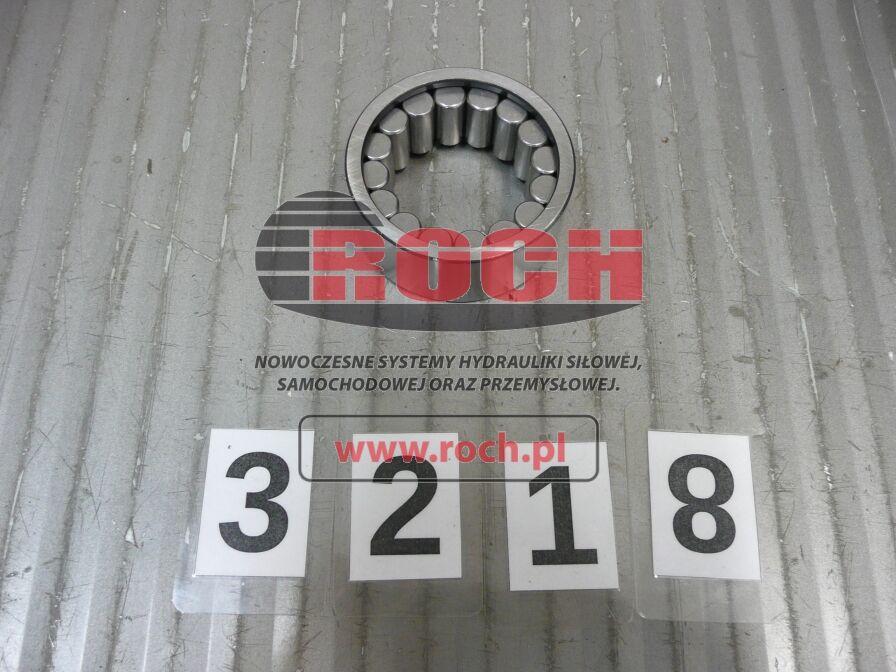 ROCH
NOWOCZESNE SYSTEMY HYDRAULIKI SIŁOWEJ,
SAMOCHODOWEJ ORAZ PRZEMYSŁOWEJ.
www.roch.pl
3 2 1 8